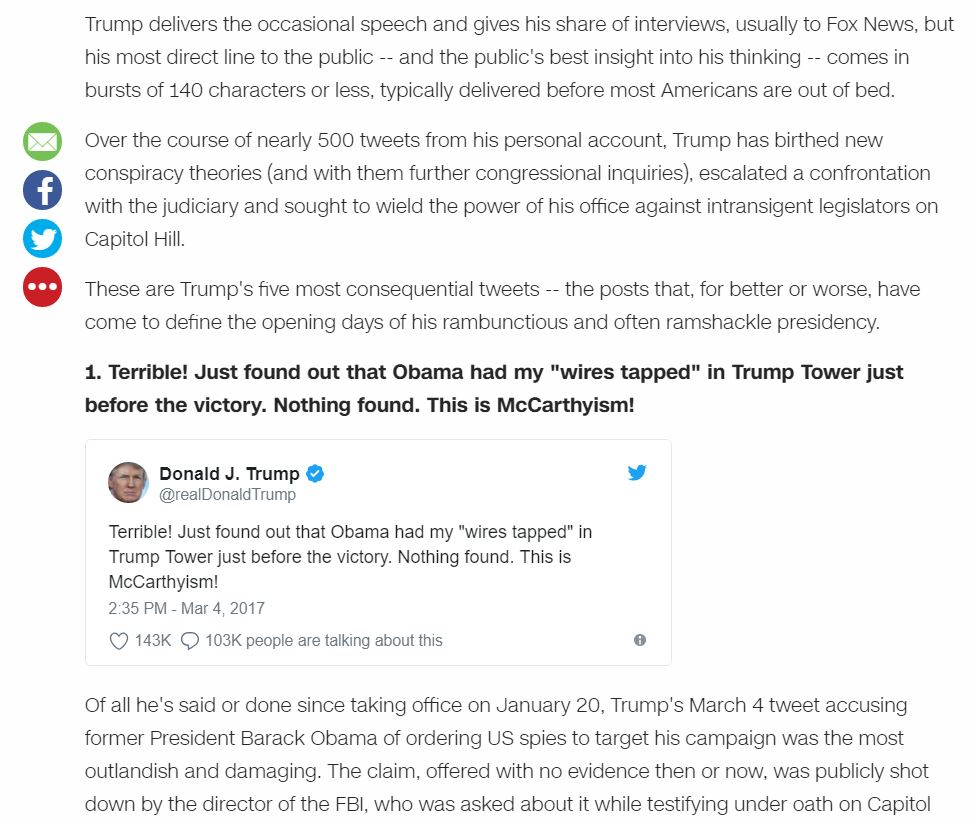 Trump delivers the occasional speech and gives his share of interviews, usually to Fox News, but
his most direct line to the public -- and the public's best insight into his thinking -- comes in
bursts of 140 characters or less, typically delivered before most Americans are out of bed.
Over the course of nearly 500 tweets from his personal account, Trump has birthed new
conspiracy theories (and with them further congressional inquiries), escalated a confrontation
with the judiciary and sought to wield the power of his office against intransigent legislators on
Capitol Hill.
These are Trump's five most consequential tweets -- the posts that, for better or worse, have
come to define the opening days of his rambunctious and often ramshackle presidency.
1. Terrible! Just found out that Obama had my "wires tapped" in Trump Tower just
before the victory. Nothing found. This is McCarthyism!
Donald J. Trump
@realDonaldTrump
Terrible! Just found out that Obama had my "wires tapped" in
Trump Tower just before the victory. Nothing found. This is
McCarthyism!
2:35 PM - Mar 4, 2017
143K 103K people are talking about this
Of all he's said or done since taking office on January 20, Trump's March 4 tweet accusing
former President Barack Obama of ordering US spies to target his campaign was the most
outlandish and damaging. The claim, offered with no evidence then or now, was publicly shot
down by the director of the FBI, who was asked about it while testifying under oath on Capitol